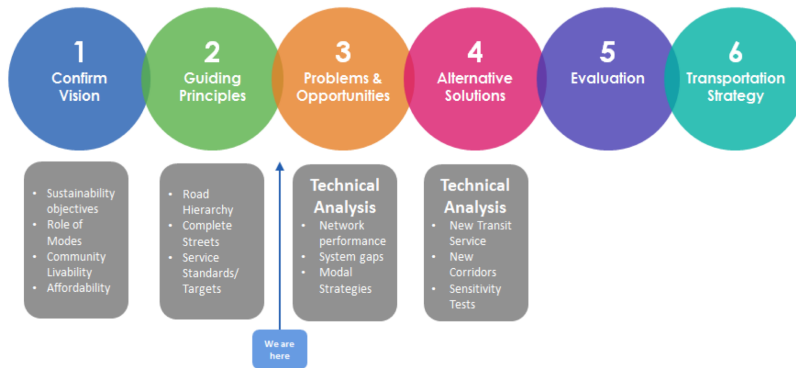 1
Confirm
Vision
2
Guiding
Principles
3
Problems &
Opportunities
4
Alternative
Solutions
5
Evaluation
6
Transportation
Strategy
• Sustainability
objectives
• Role of
Modes
• Community
Livability
• Affordability
• Road
Hierarchy
• Complete
Streets
• Service
Standards/
Targets
Technical
Analysis
• Network
performance
• System gaps
• Modal
Strategies
Technical
Analysis
• New Transit
Service
• New
Corridors
• Sensitivity
Tests
We are
here